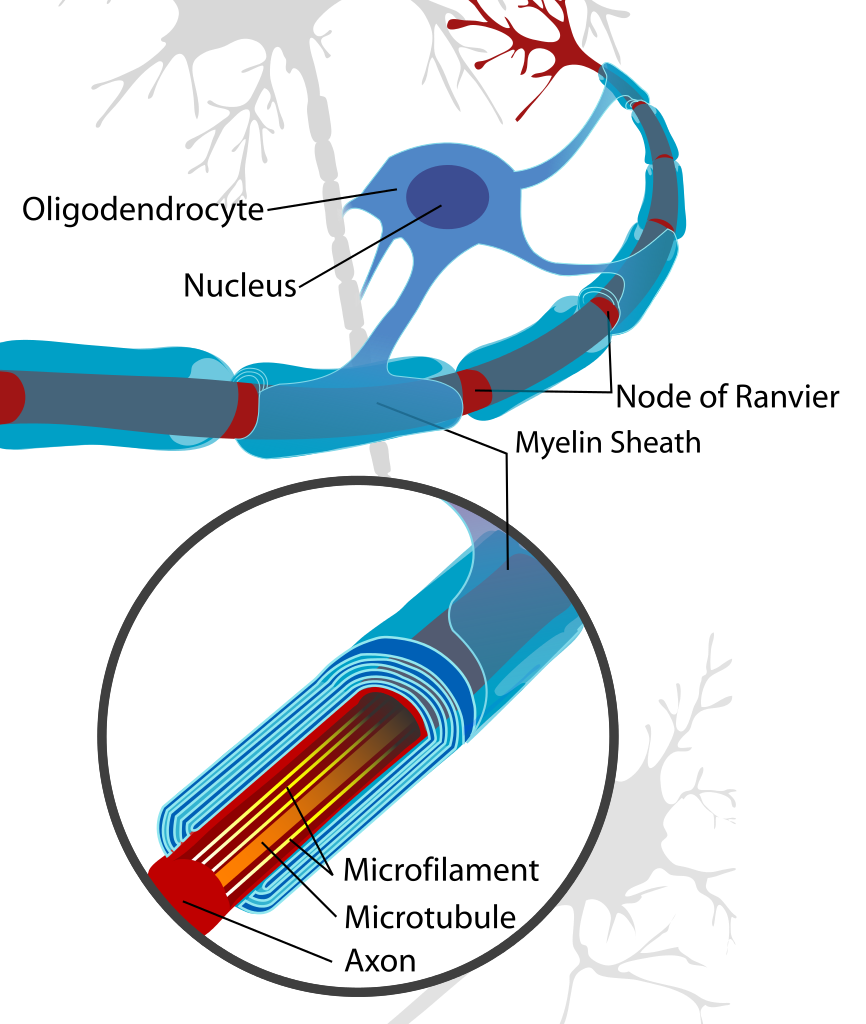 Oligodendrocyte
Nucleus
Node of Ranvier
Myelin Sheath
Microfilament
Microtubule
Axon